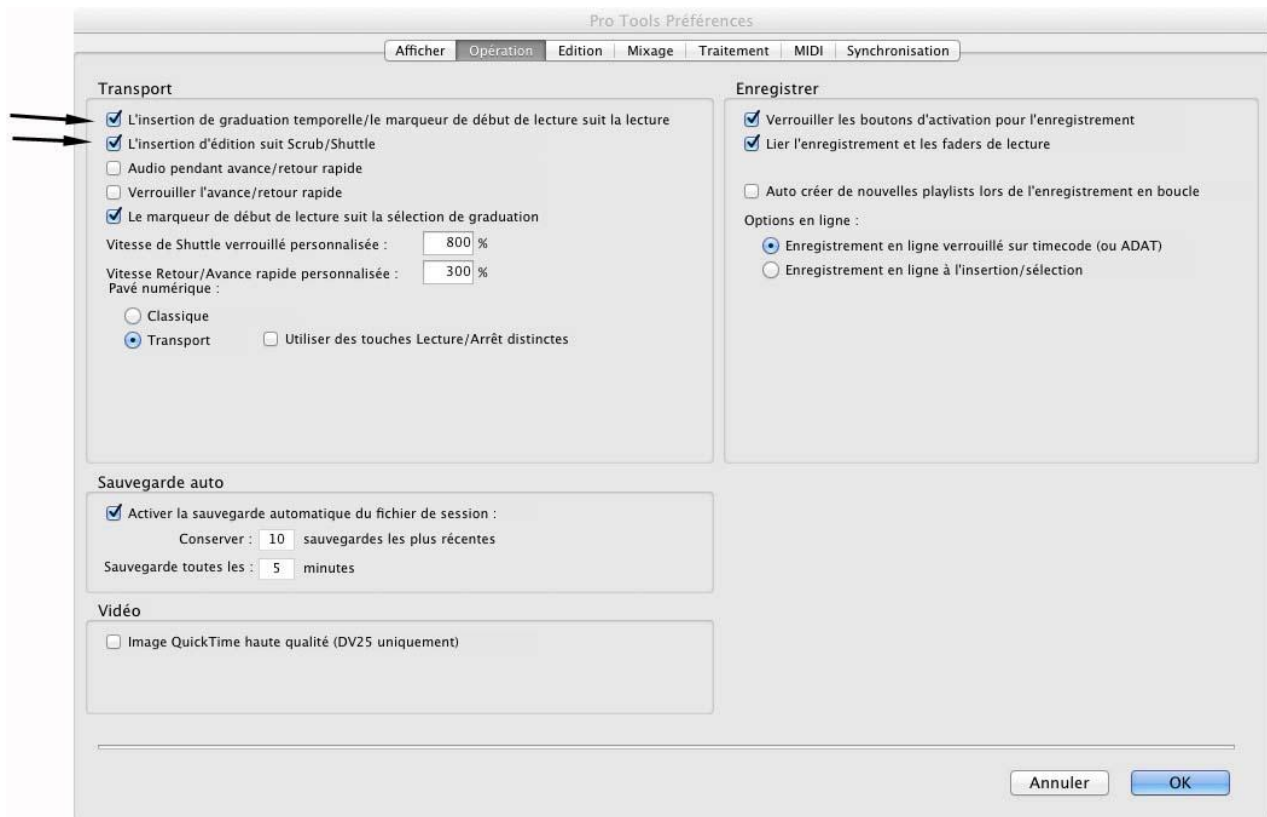 Pro Tools Préférences
Afficher Opération Edition Mixage Traitement MIDI Synchronisation
Transport
L'insertion de graduation temporelle/le marqueur de début de lecture suit la lecture
L'insertion d'édition suit Scrub/Shuttle
Audio pendant avance/retour rapide
Verrouiller l'avance/retour rapide
Le marqueur de début de lecture suit la sélection de graduation
Vitesse de Shuttle verrouillé personnalisée : 800 %
Vitesse Retour/Avance rapide personnalisée : 300 %
Pavé numérique :
Classique
Transport Utiliser des touches Lecture/Arrêt distinctes
Enregistrer
Verrouiller les boutons d'activation pour l'enregistrement
Lier l'enregistrement et les faders de lecture
Auto créer de nouvelles playlists lors de l'enregistrement en boucle
Options en ligne :
Enregistrement en ligne verrouillé sur timecode (ou ADAT)
Enregistrement en ligne à l'insertion/sélection
Sauvegarde auto
Activer la sauvegarde automatique du fichier de session :
Conserver : 10 sauvegardes les plus récentes
Sauvegarde toutes les : 5 minutes
Vidéo
Image QuickTime haute qualité (DV25 uniquement)
Annuler OK